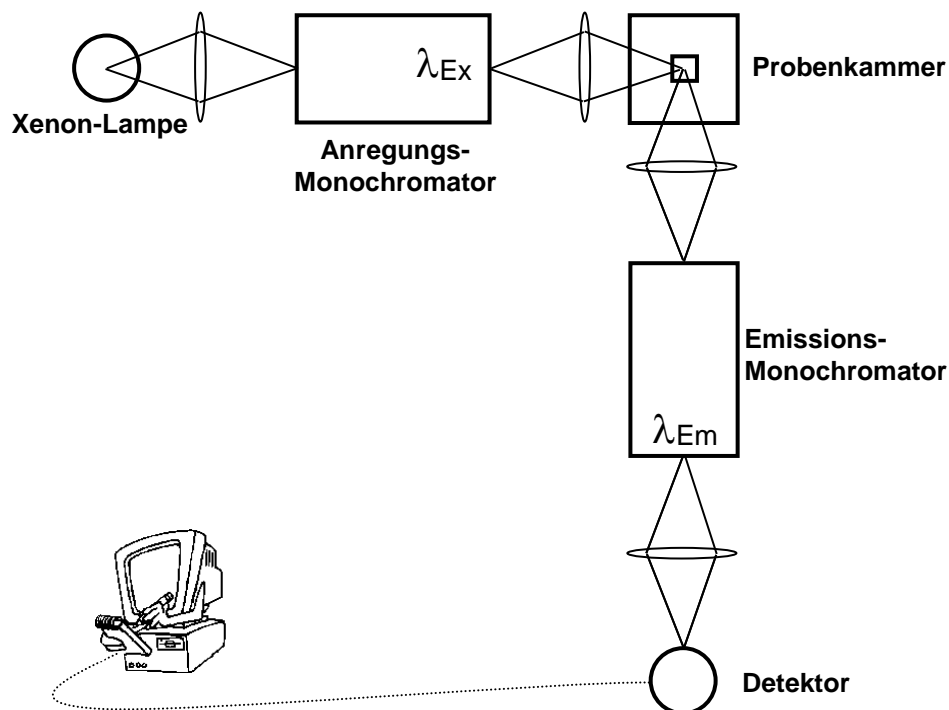 λEx
Probenkammer
Xenon-Lampe
Anregungs-
Monochromator
Emissions-
Monochromator
λEm
Detektor